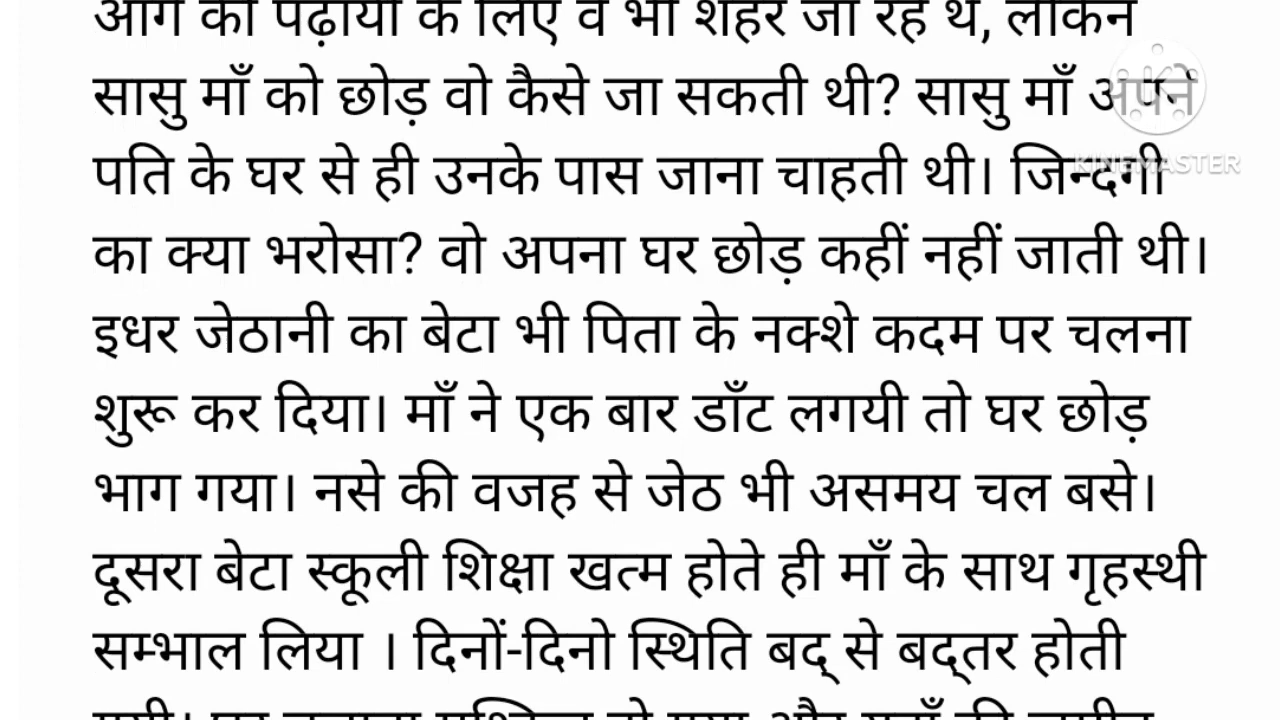 आगे की पढ़ायी के लिए वे भी शहर जा रहे थे, लेकिन
सासु माँ को छोड़ वो कैसे जा सकती थी? सासु माँ अपने
पति के घर से ही उनके पास जाना चाहती थी। जिन्दगी
KINEMASTER
का क्या भरोसा? वो अपना घर छोड़ कहीं नहीं जाती थी।
इधर जेठानी का बेटा भी पिता के नक्शे कदम पर चलना
शुरू कर दिया। माँ ने एक बार डाँट लगयी तो घर छोड़
भाग गया। नसे की वजह से जेठ भी असमय चल बसे।
दूसरा बेटा स्कूली शिक्षा खत्म होते ही माँ के साथ गृहस्थी
सम्भाल लिया । दिनों-दिनो स्थिति बद् से बद्तर होती